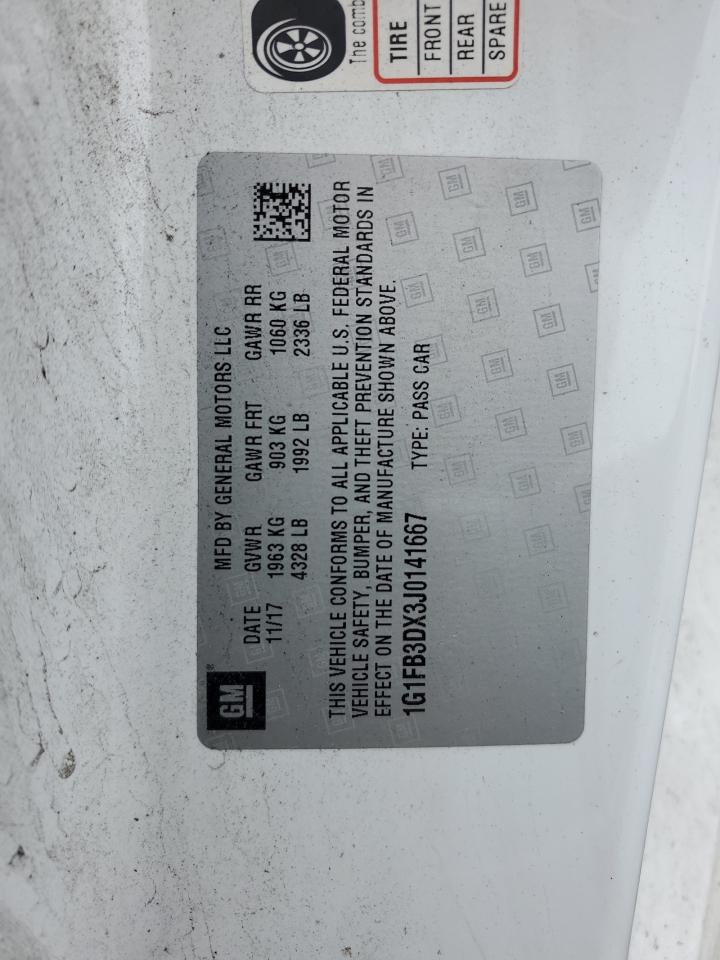 The comb
TIRE
FRONT
REAR
SPARE
GM ®
MFD BY GENERAL MOTORS LLC
DATE GVWR GAWR FRT GAWR RR
11/17 1963 KG 903 KG 1060 KG
4328 LB 1992 LB 2336 LB
THIS VEHICLE CONFORMS TO ALL APPLICABLE U.S. FEDERAL MOTOR
VEHICLE SAFETY, BUMPER, AND THEFT PREVENTION STANDARDS IN
EFFECT ON THE DATE OF MANUFACTURE SHOWN ABOVE.
1G1FB3DX3J0141667 TYPE: PASS CAR